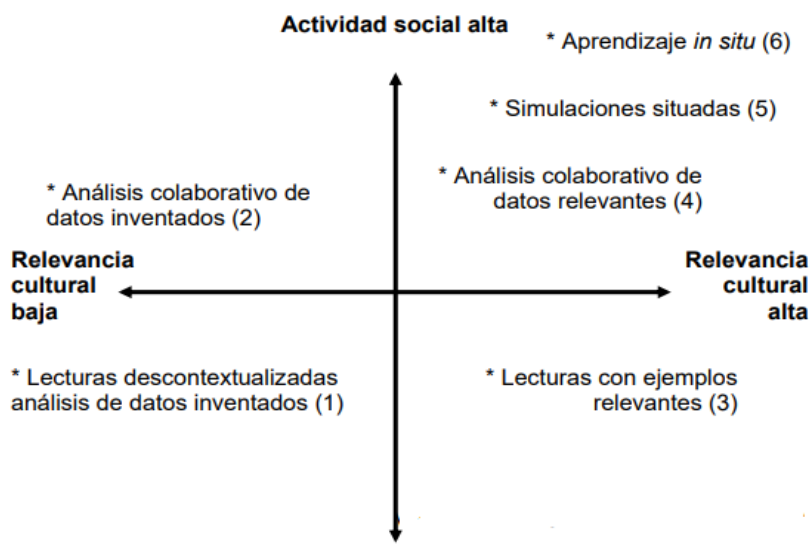 Actividad social alta
* Aprendizaje in situ (6)
* Simulaciones situadas (5)
* Análisis colaborativo de
datos inventados (2)
* Análisis colaborativo de
datos relevantes (4)
Relevancia
cultural
baja
Relevancia
cultural
alta
* Lecturas descontextualizadas
análisis de datos inventados (1)
* Lecturas con ejemplos
relevantes (3)